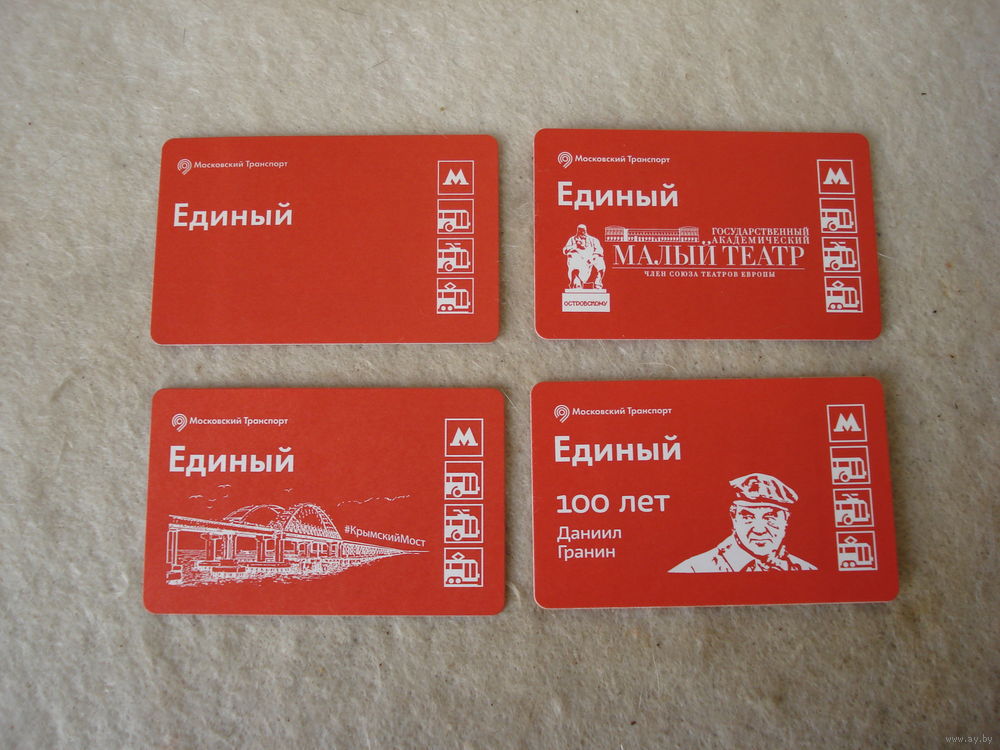 Московский Транспорт
Единый
М
Московский Транспорт
Единый
М
ГОСУДАРСТВЕННЫЙ
АКАДЕМИЧЕСКИЙ
МАЛЫЙ ТЕАТР
ЧЛЕН СОЮЗА ТЕАТРОВ ЕВРОПЫ
ОСТРОВСКОМУ
Московский Транспорт
Единый
М
#КрымскийМост
Московский Транспорт
Единый
М
100 лет
Даниил
Гранин
www.ay.by